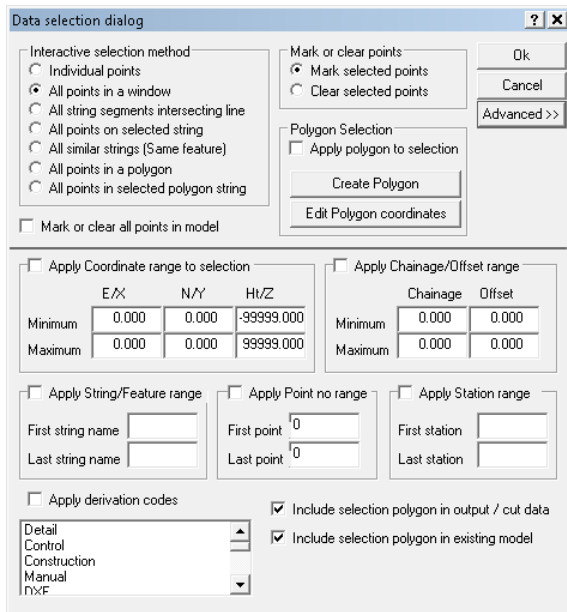 Data selection dialog
Interactive selection method
Individual points
All points in a window
All string segments intersecting line
All points on selected string
All similar strings (Same feature)
All points in a polygon
All points in selected polygon string
Mark or clear all points in model
Mark or clear points
Mark selected points
Clear selected points
Polygon Selection
Apply polygon to selection
Create Polygon
Edit Polygon coordinates
Ok
Cancel
Advanced >>
Apply Coordinate range to selection
E/X N/Y Ht/Z
Minimum 0.000 0.000 -99999.000
Maximum 0.000 0.000 99999.000
Apply Chainage/Offset range
Chainage Offset
Minimum 0.000 0.000
Maximum 0.000 0.000
Apply String/Feature range
First string name
Last string name
Apply Point no range
First point 0
Last point 0
Apply Station range
First station
Last station
Apply derivation codes
Detail
Control
Construction
Manual
DXF
Include selection polygon in output / cut data
Include selection polygon in existing model